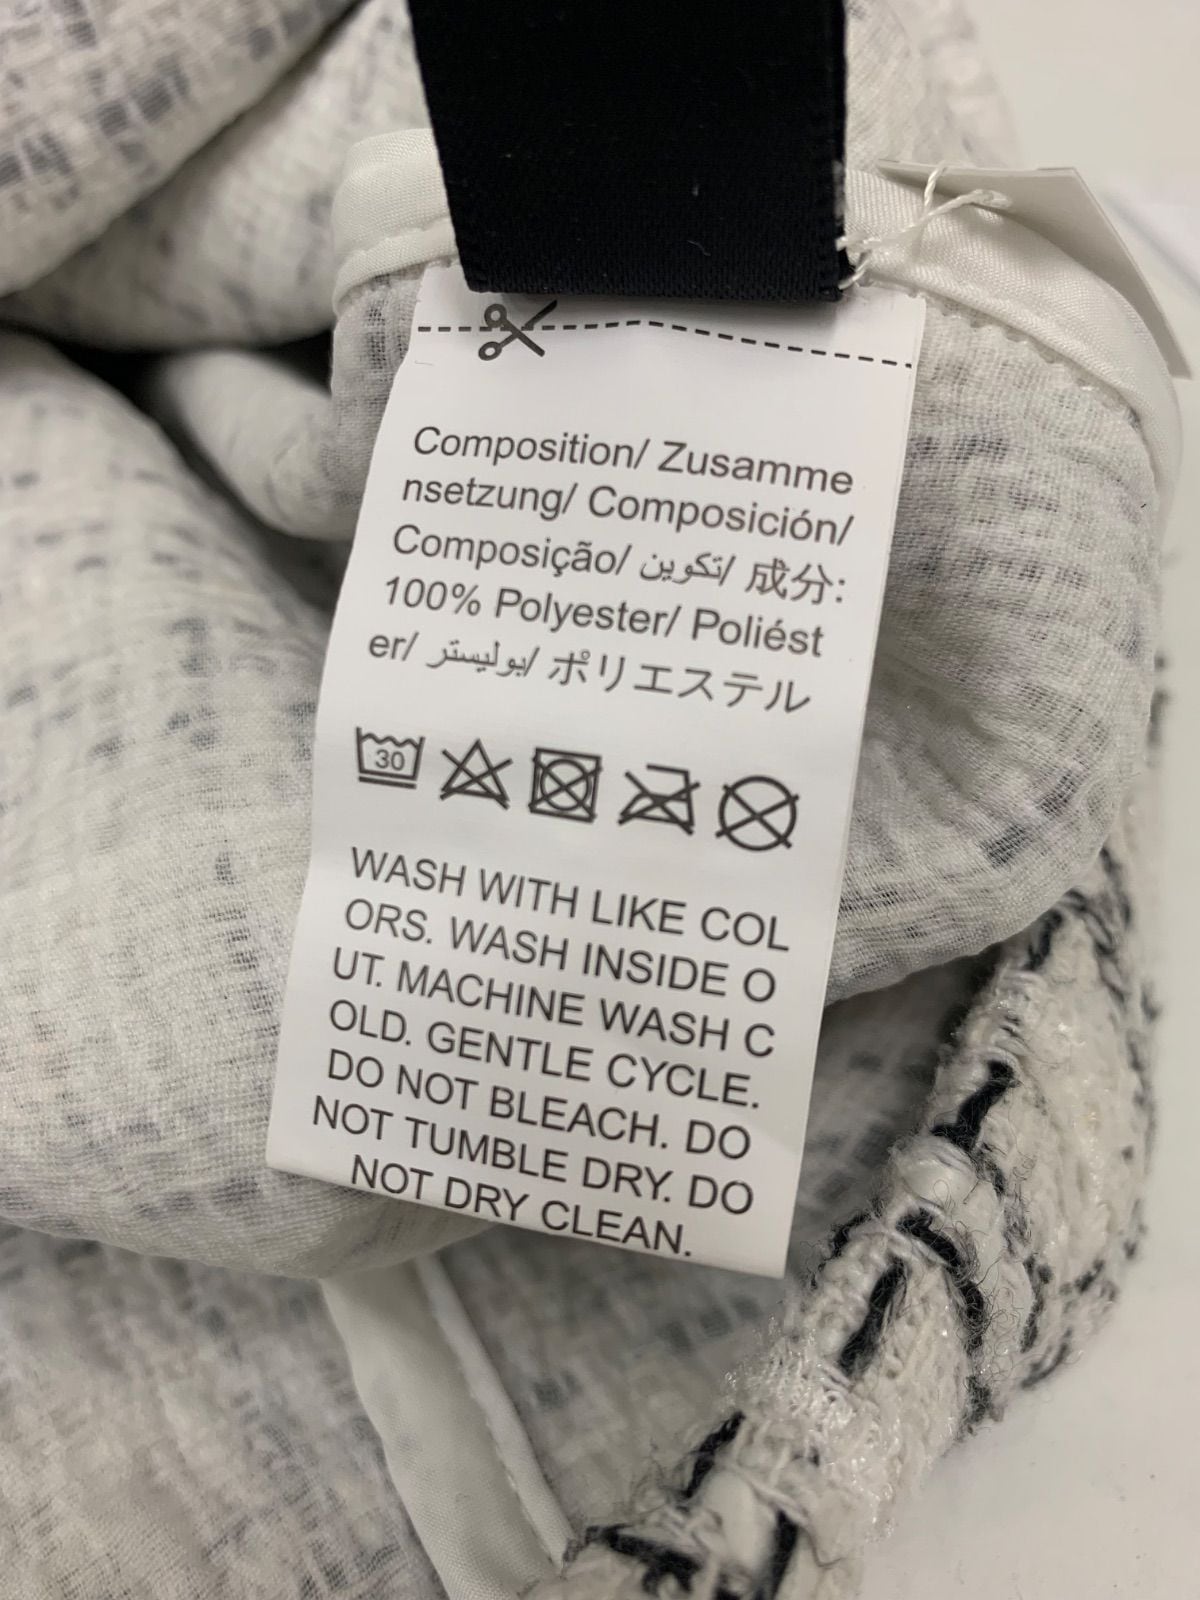 Composition/ Zusamme
nsetzung/ Composición/
Composição/ تكوين/ 成分:
100% Polyester/ Poliést
er/ بوليستر/ ポリエステル
30
WASH WITH LIKE COL
ORS. WASH INSIDE O
UT. MACHINE WASH C
OLD. GENTLE CYCLE.
DO NOT BLEACH. DO
NOT TUMBLE DRY. DO
NOT DRY CLEAN.